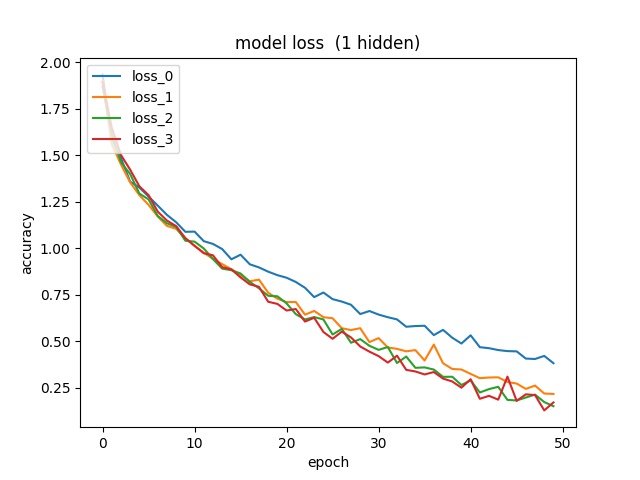 model loss  (1 hidden)
accuracy
2.00
1.75
1.50
1.25
1.00
0.75
0.50
0.25
loss_0
loss_1
loss_2
loss_3
0 10 20 30 40 50
epoch